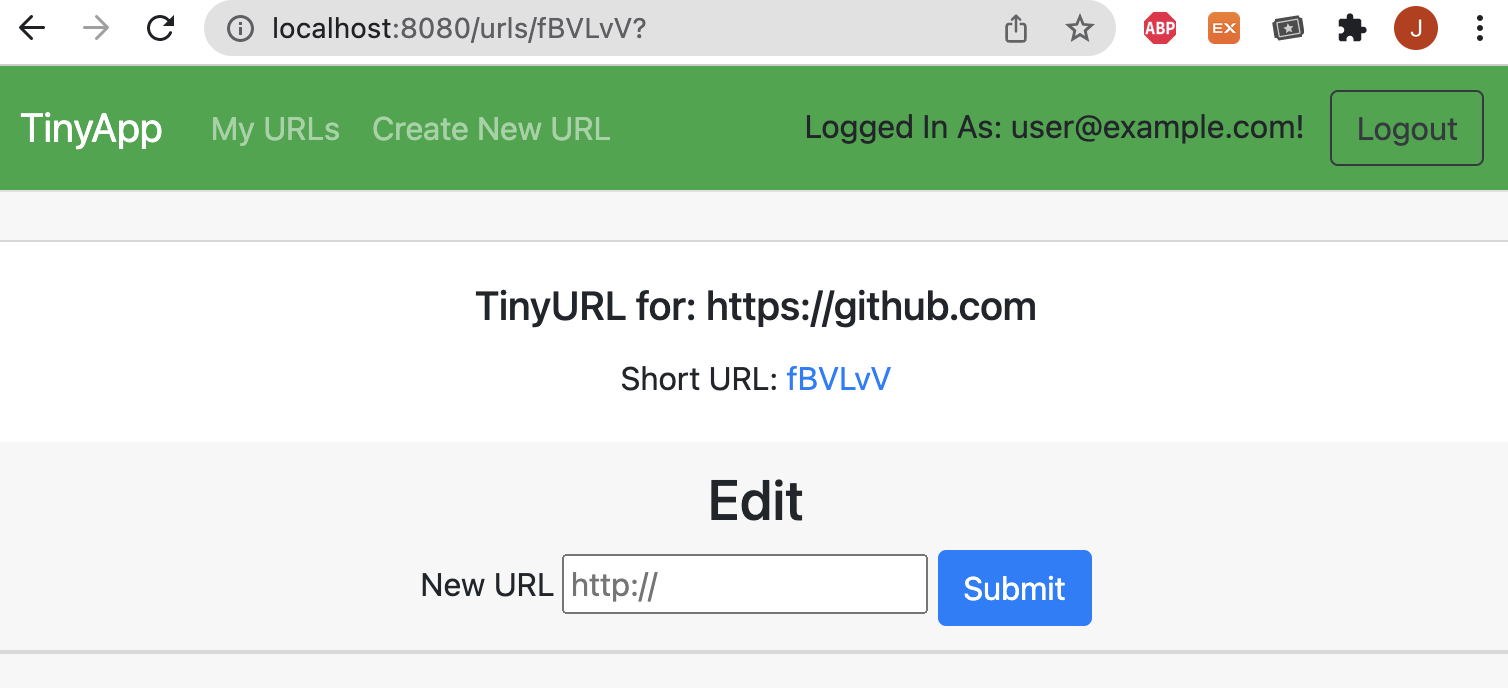 localhost:8080/urls/fBVLvV?
ABP
EX
J
TinyApp My URLs Create New URL Logged In As: user@example.com! Logout
TinyURL for: https://github.com
Short URL: fBVLvV
Edit
New URL http:// Submit